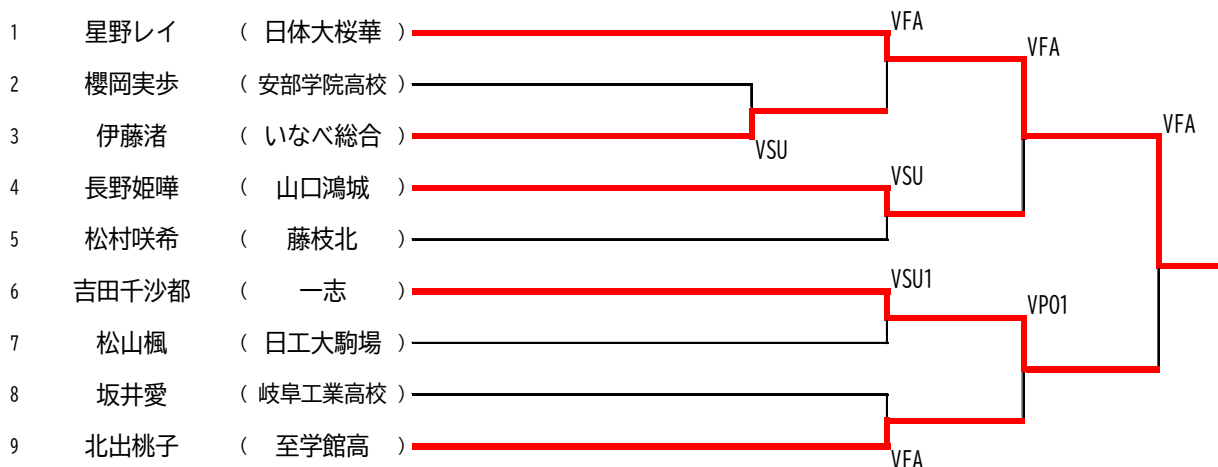 1 星野レイ ( 日体大桜華 ) VFA
VFA
2 櫻岡実歩 ( 安部学院高校 )
3 伊藤渚 ( いなべ総合 ) VSU
VFA
4 長野姫嘩 ( 山口鴻城 ) VSU
5 松村咲希 ( 藤枝北 )
6 吉田千沙都 ( 一志 ) VSU1
VPO1
7 松山楓 ( 日工大駒場 )
8 坂井愛 ( 岐阜工業高校 )
9 北出桃子 ( 至学館高 ) VFA